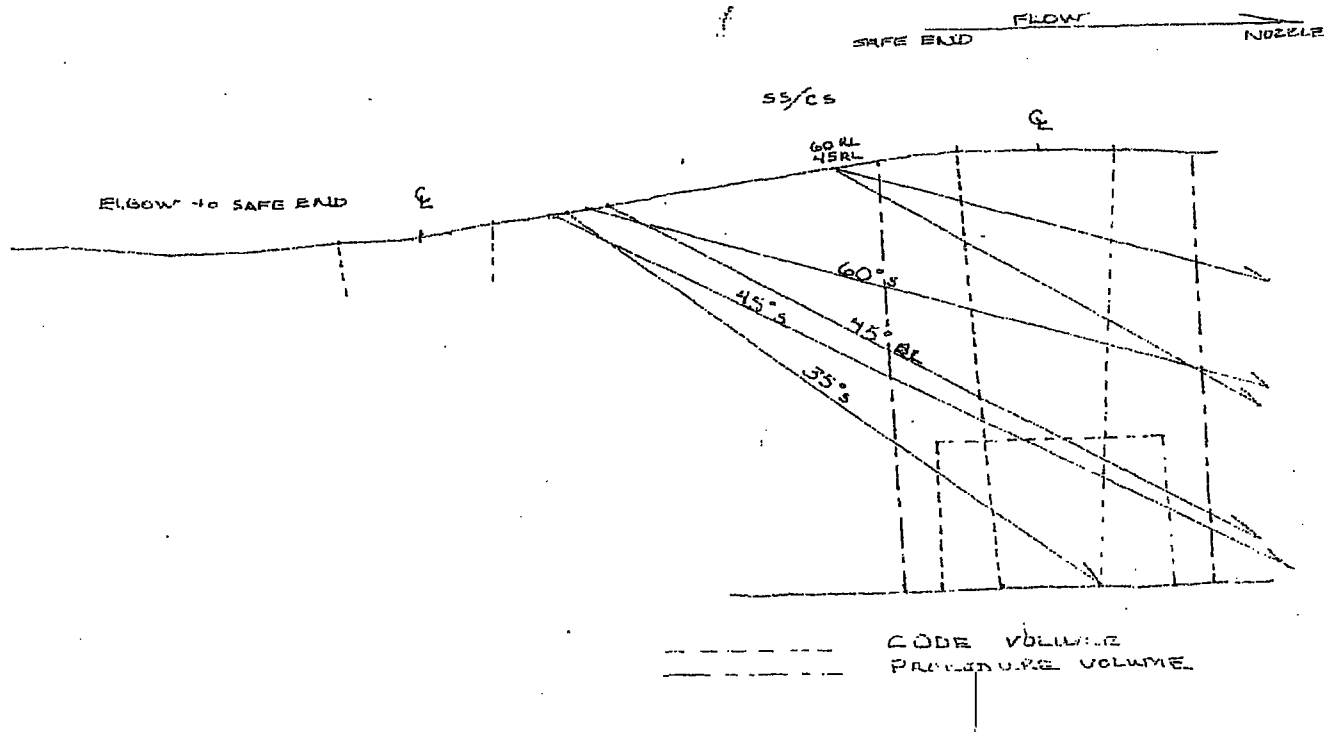 FLOW
SAFE END
NOZZLE
SS/CS
℄
60 RL
45 RL
ELBOW to SAFE END
℄
60°s
45°s
45° RL
35°s
CODE VOLUME
PROCEDURE VOLUME